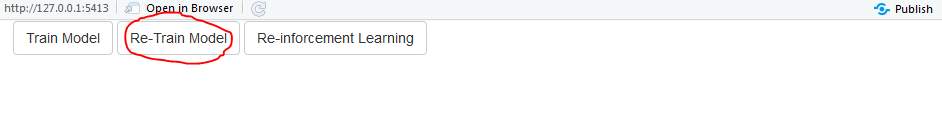 http://127.0.0.1:5413 Open in Browser Publish
Train Model Re-Train Model Re-inforcement Learning